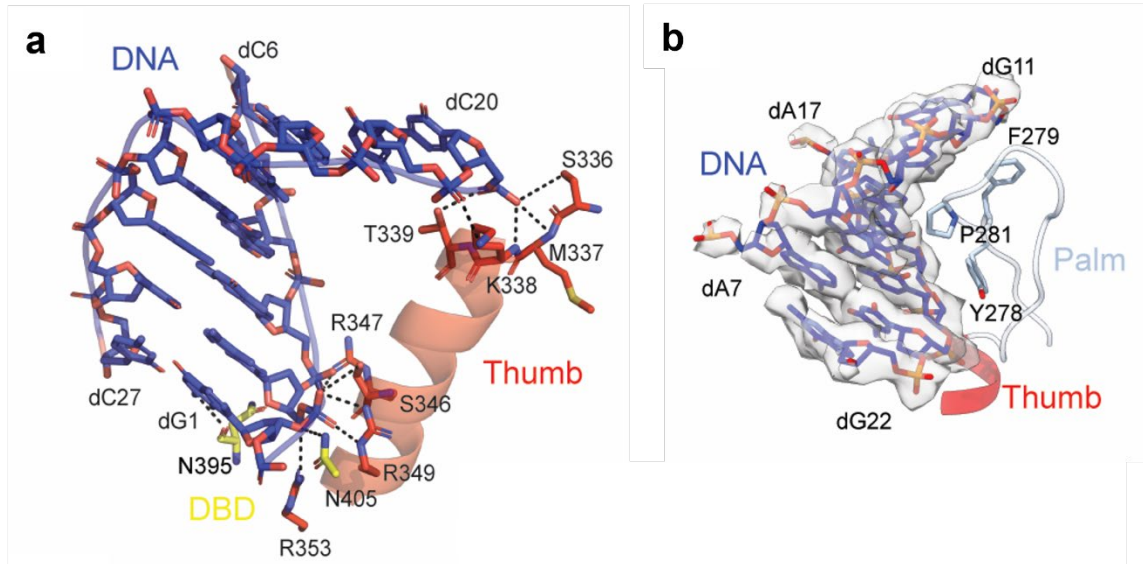 a
DNA
dC6
dC20
S336
T339
M337
K338
R347
Thumb
S346
dC27
dG1
N395
R349
N405
DBD
R353
b
dG11
dA17
F279
DNA
P281
Palm
dA7
Y278
Thumb
dG22